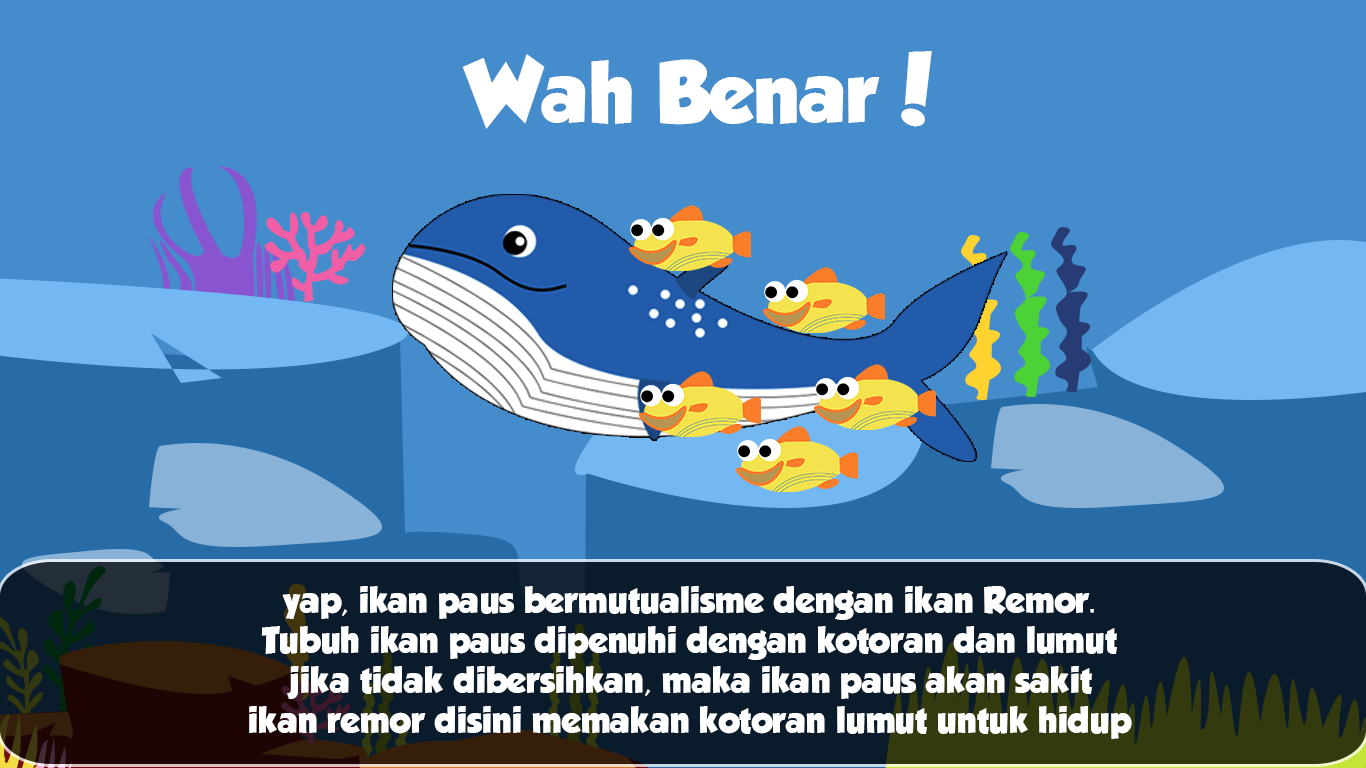 Wah Benar !
yap, ikan paus bermutualisme dengan ikan Remor.
Tubuh ikan paus dipenuhi dengan kotoran dan lumut
jika tidak dibersihkan, maka ikan paus akan sakit
ikan remor disini memakan kotoran lumut untuk hidup